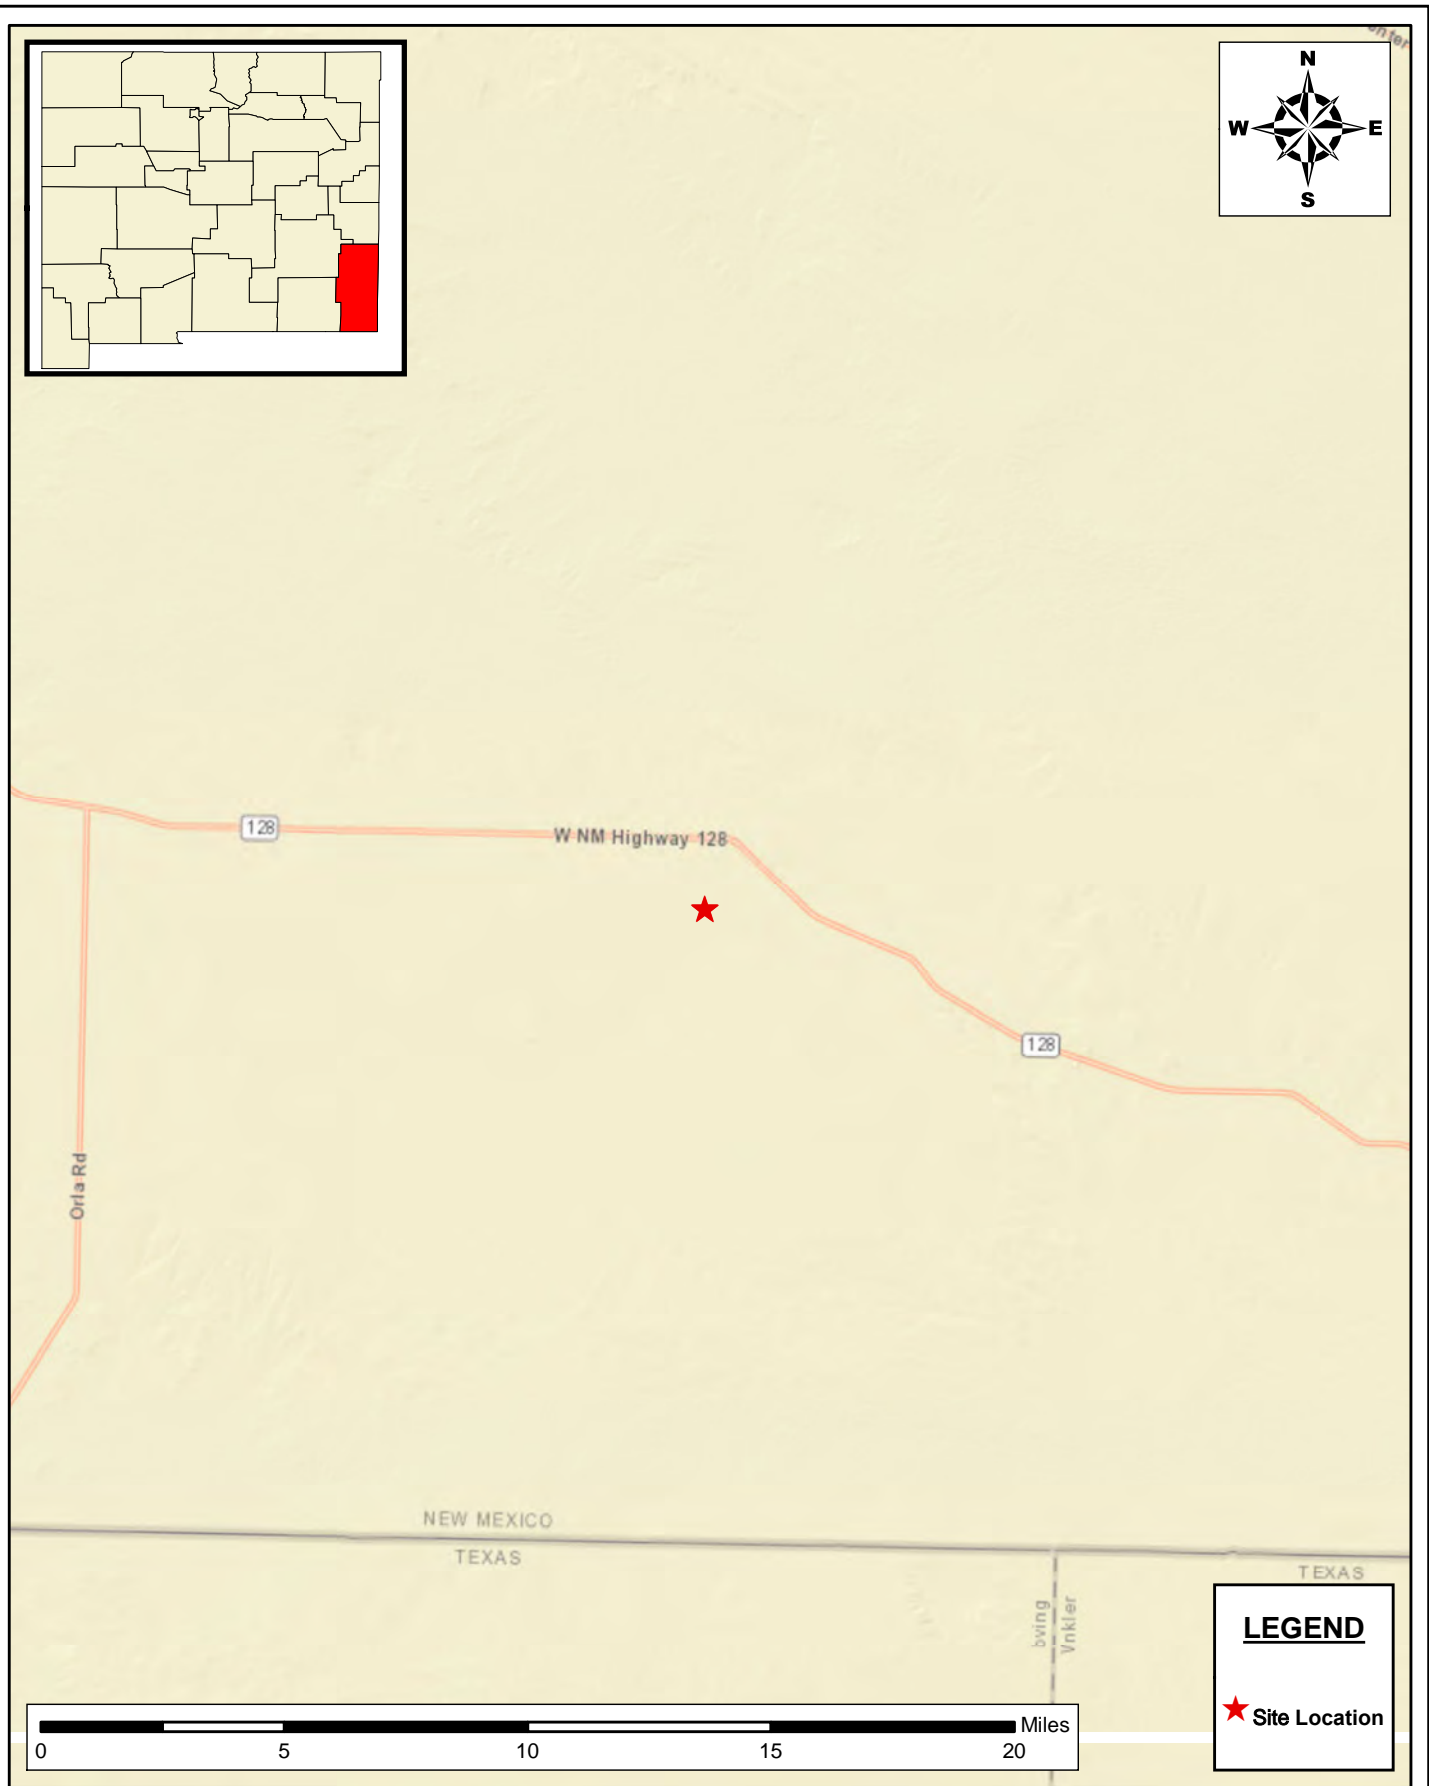 N
W E
S
128
W NM Highway 128
128
Orla Rd
NEW MEXICO
TEXAS
TEXAS
LEGEND
Site Location
Miles
0 5 10 15 20